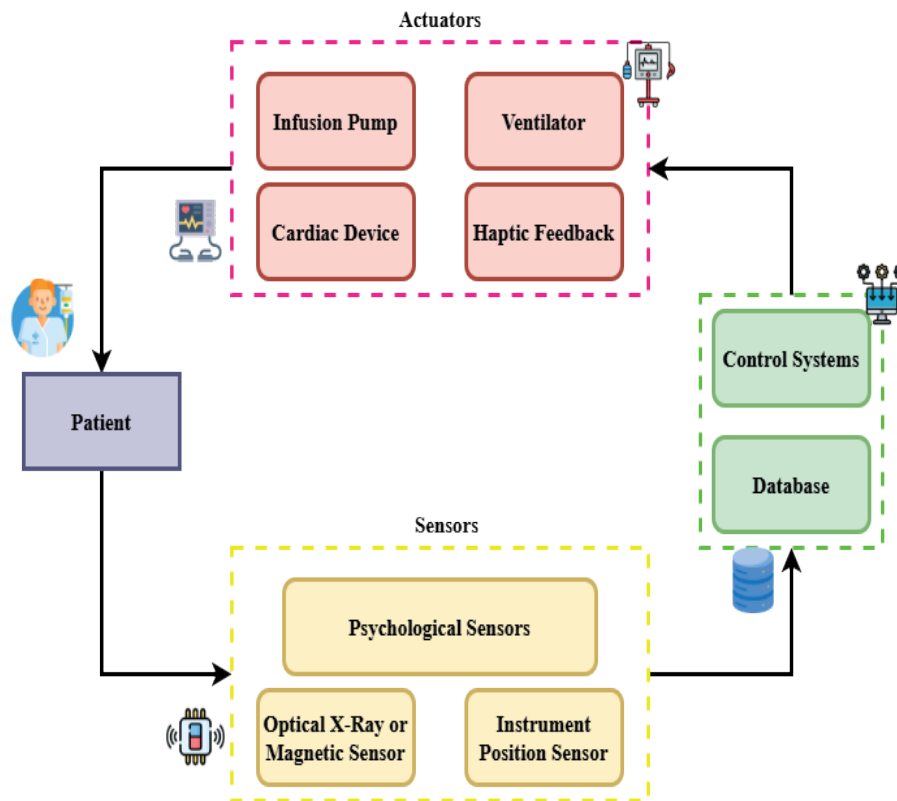 Actuators
Infusion Pump
Ventilator
Cardiac Device
Haptic Feedback
Control Systems
Patient
Database
Sensors
Psychological Sensors
Optical X-Ray or
Magnetic Sensor
Instrument
Position Sensor